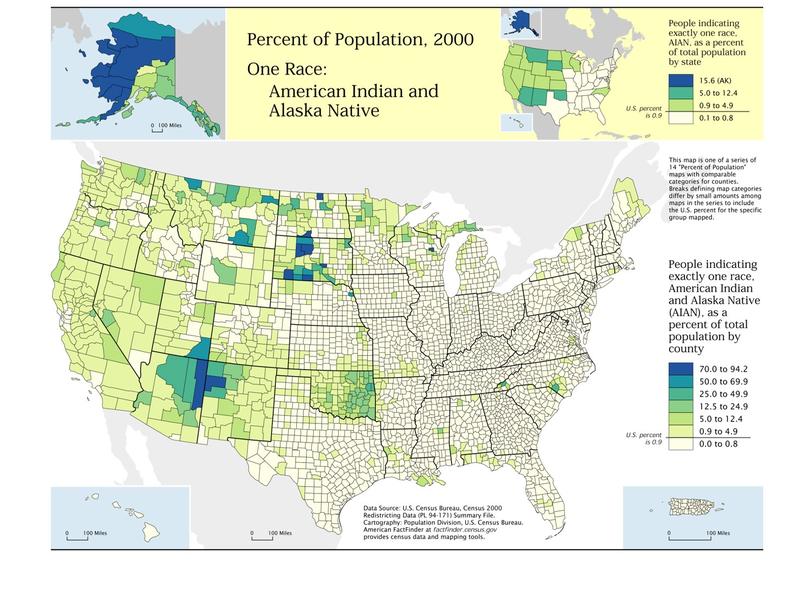 Percent of Population, 2000
One Race:
American Indian and
Alaska Native
0 100 Miles
People indicating
exactly one race,
AIAN, as a percent
of total population
by state
15.6 (AK)
5.0 to 12.4
0.9 to 4.9
0.1 to 0.8
U.S. percent
is 0.9
This map is one of a series of
14 "Percent of Population"
maps with comparable
categories for counties.
Breaks defining map categories
differ by small amounts among
maps in the series to include
the U.S. percent for the specific
group mapped.
People indicating
exactly one race,
American Indian
and Alaska Native
(AIAN), as a
percent of total
population by
county
70.0 to 94.2
50.0 to 69.9
25.0 to 49.9
12.5 to 24.9
5.0 to 12.4
0.9 to 4.9
0.0 to 0.8
U.S. percent
is 0.9
0 100 Miles
0 100 Miles
Data Source: U.S. Census Bureau, Census 2000
Redistricting Data (PL 94-171) Summary File.
Cartography: Population Division, U.S. Census Bureau.
American FactFinder at factfinder.census.gov
provides census data and mapping tools.
0 100 Miles